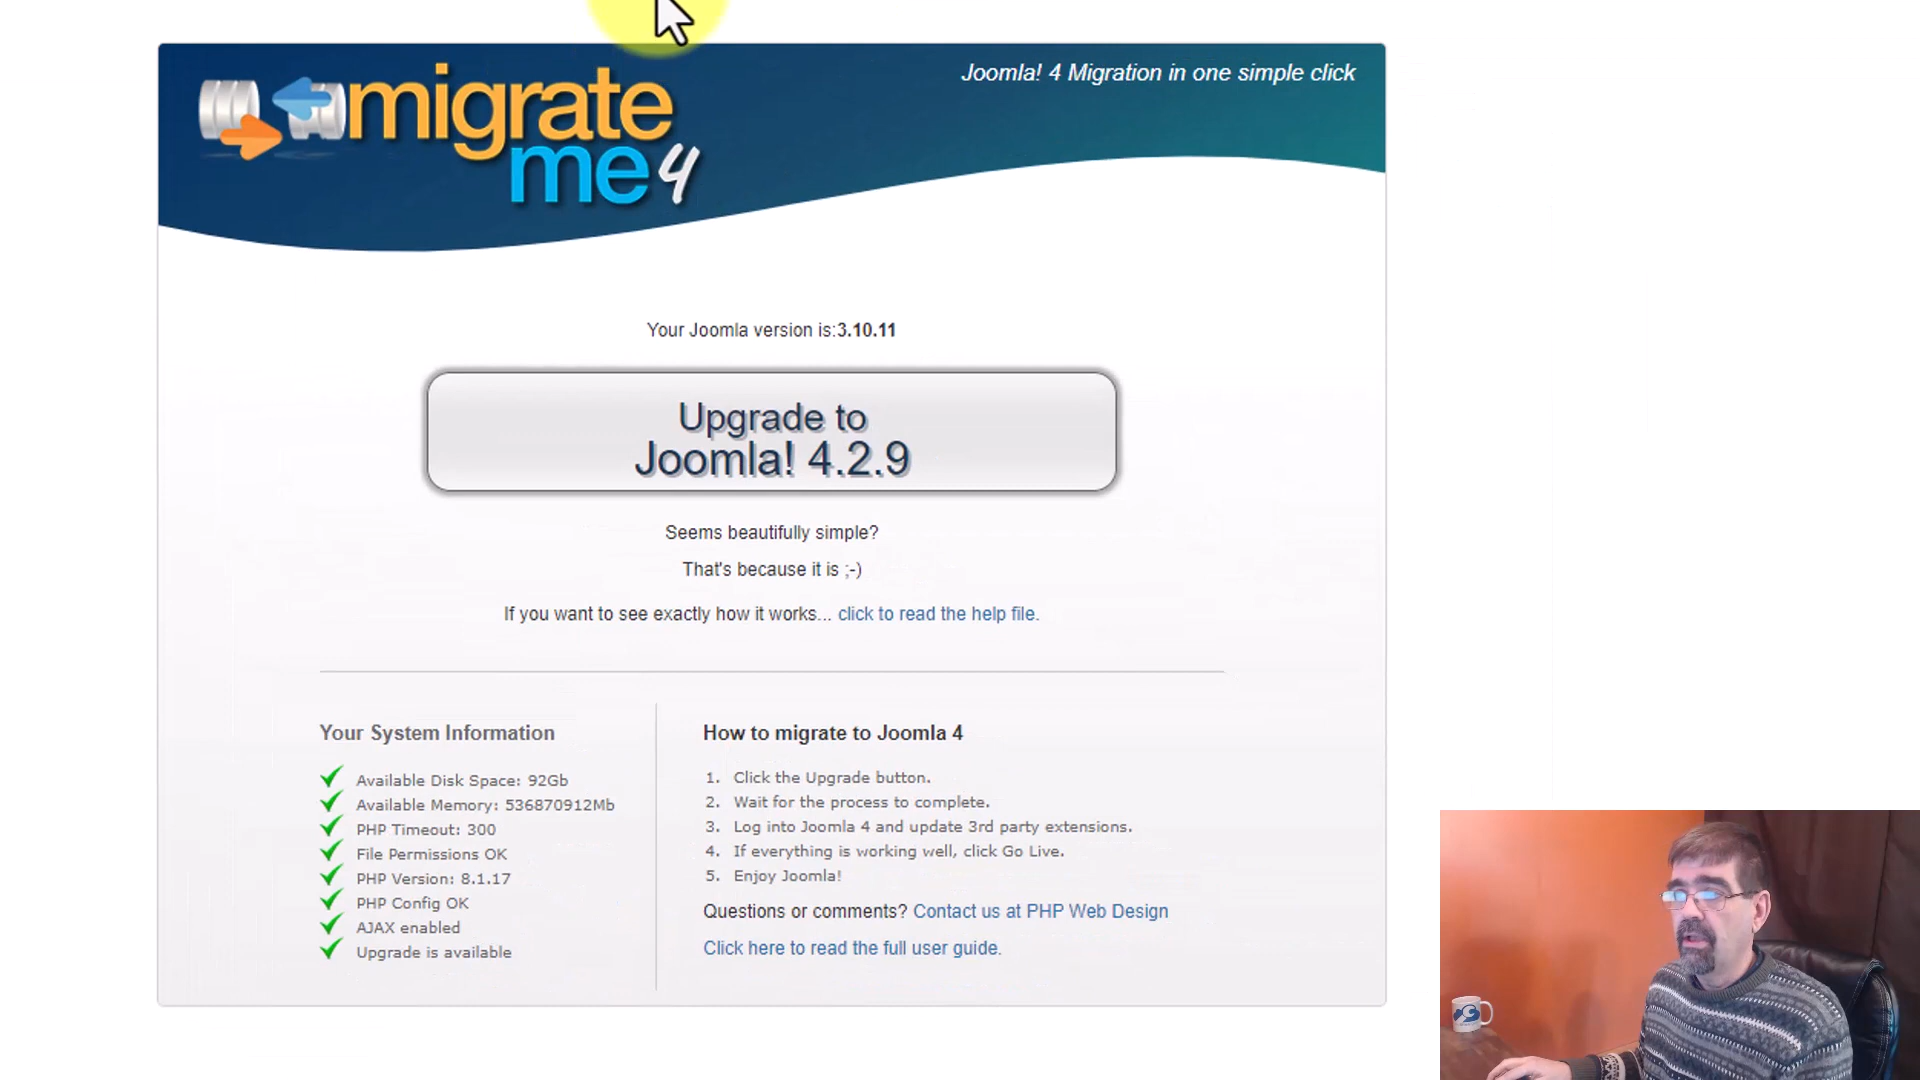 migrate
me 4
Joomla! 4 Migration in one simple click
Your Joomla version is:3.10.11
Upgrade to
Joomla! 4.2.9
Seems beautifully simple?
That's because it is ;-)
If you want to see exactly how it works... click to read the help file.
Your System Information
Available Disk Space: 92Gb
Available Memory: 536870912Mb
PHP Timeout: 300
File Permissions OK
PHP Version: 8.1.17
PHP Config OK
AJAX enabled
Upgrade is available
How to migrate to Joomla 4
1. Click the Upgrade button.
2. Wait for the process to complete.
3. Log into Joomla 4 and update 3rd party extensions.
4. If everything is working well, click Go Live.
5. Enjoy Joomla!
Questions or comments? Contact us at PHP Web Design
Click here to read the full user guide.